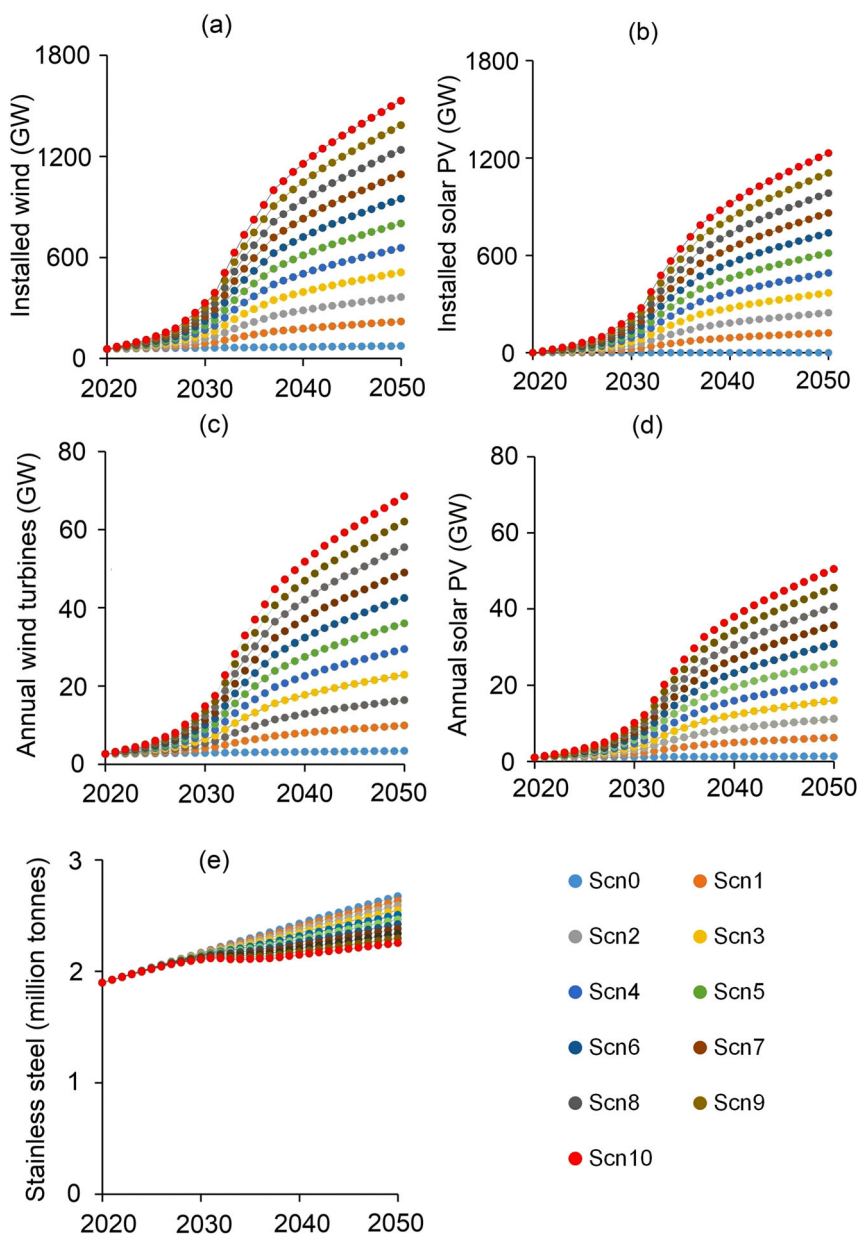 (a)
Installed wind (GW)
1800
1200
600
0
2020 2030 2040 2050
(b)
Installed solar PV (GW)
1800
1200
600
0
2020 2030 2040 2050
(c)
Annual wind turbines (GW)
80
60
40
20
0
2020 2030 2040 2050
(d)
Annual solar PV (GW)
80
60
40
20
0
2020 2030 2040 2050
(e)
Stainless steel (million tonnes)
3
2
1
0
2020 2030 2040 2050
Scn0 Scn1
Scn2 Scn3
Scn4 Scn5
Scn6 Scn7
Scn8 Scn9
Scn10